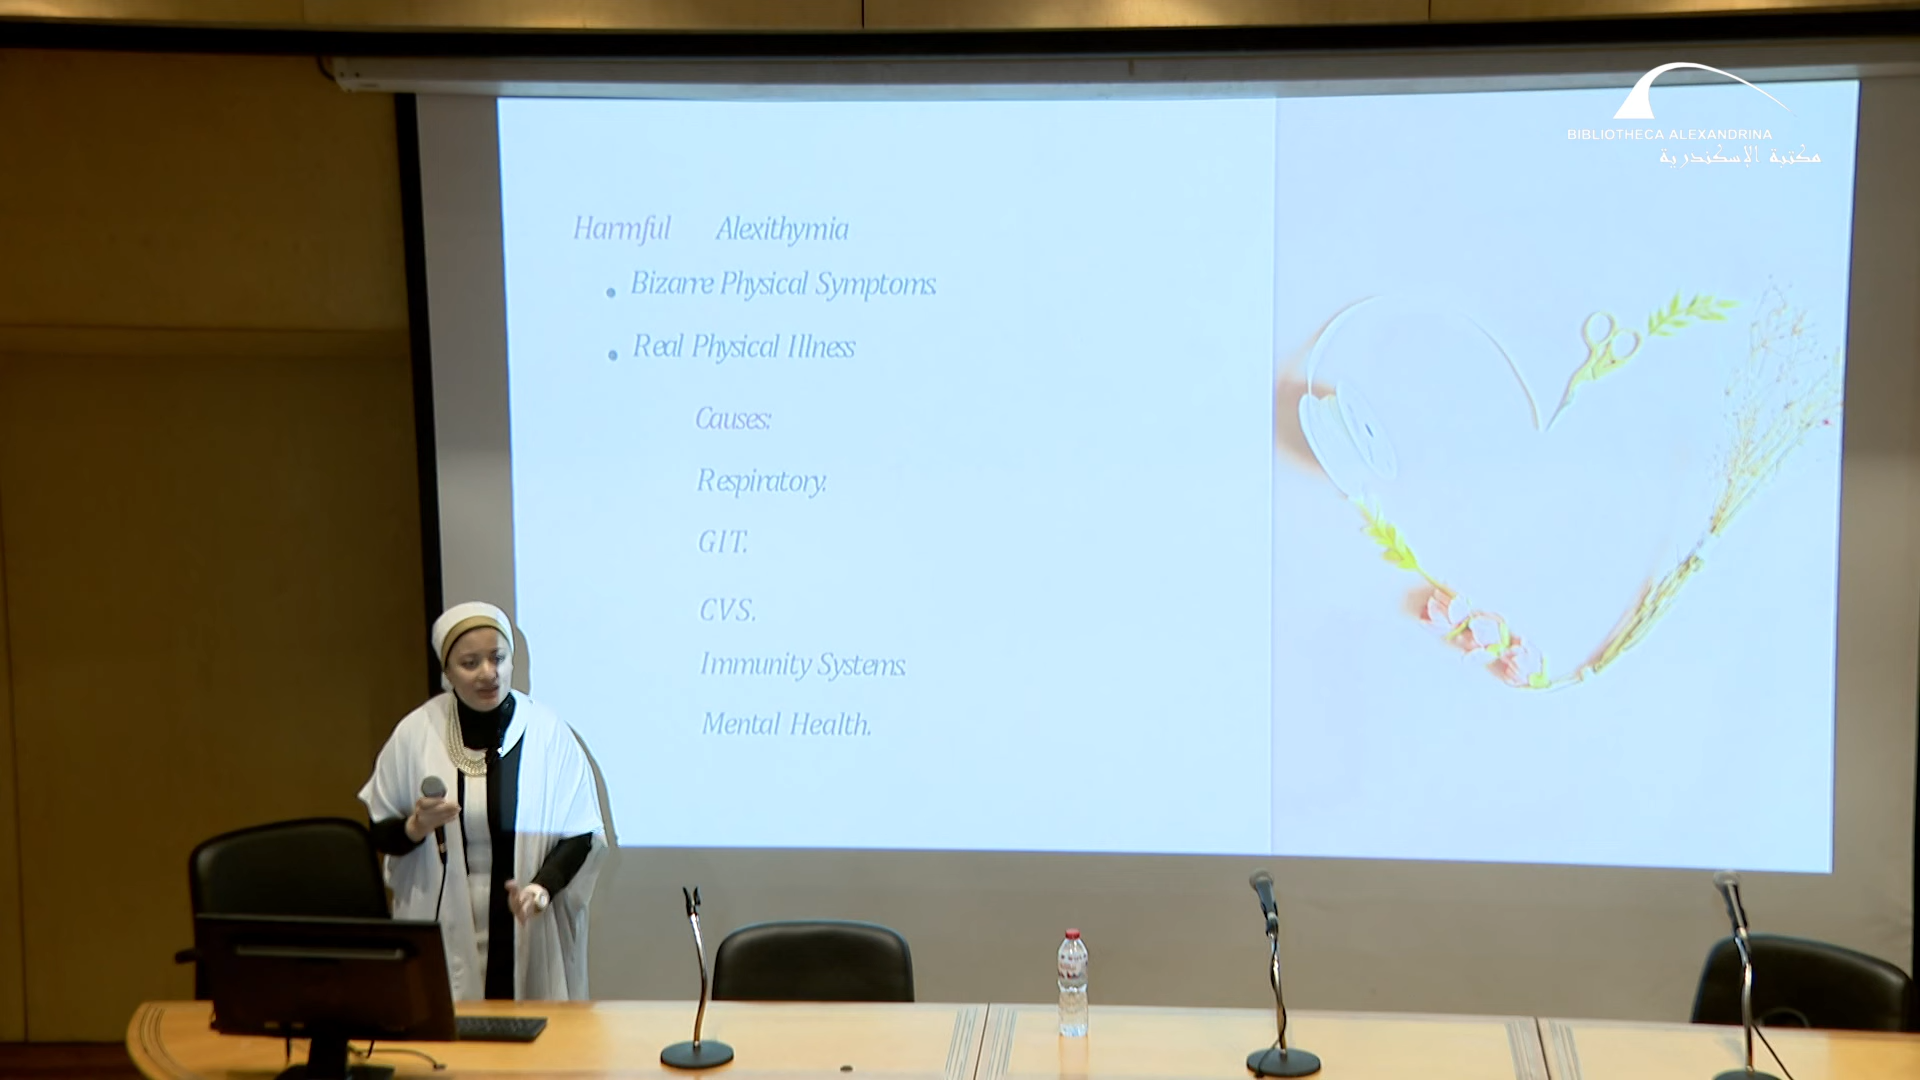 BIBLIOTHECA ALEXANDRINA
مكتبة الإسكندرية
Harmful Alexithymia
• Bizarre Physical Symptoms.
• Real Physical Illness
Causes:
Respiratory.
GIT.
CVS.
Immunity Systems.
Mental Health.